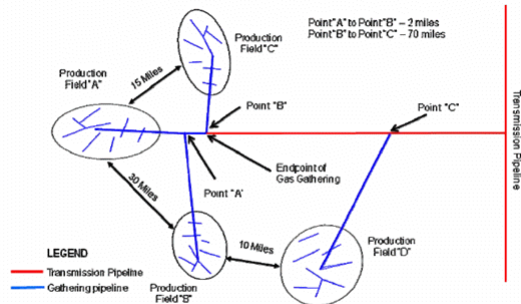 Production
Field"C"
Point "A" to Point "B" – 2 miles
Point "B" to Point "C" – 70 miles
Production
Field "A"
15 Miles
Point "B"
Point "C"
Transmission Pipeline
Endpoint of
Gas Gathering
Point "A'
30 Miles
10 Miles
Production
Field "D"
LEGEND
Transmission Pipeline
Gathering pipeline
Production
Field "B"